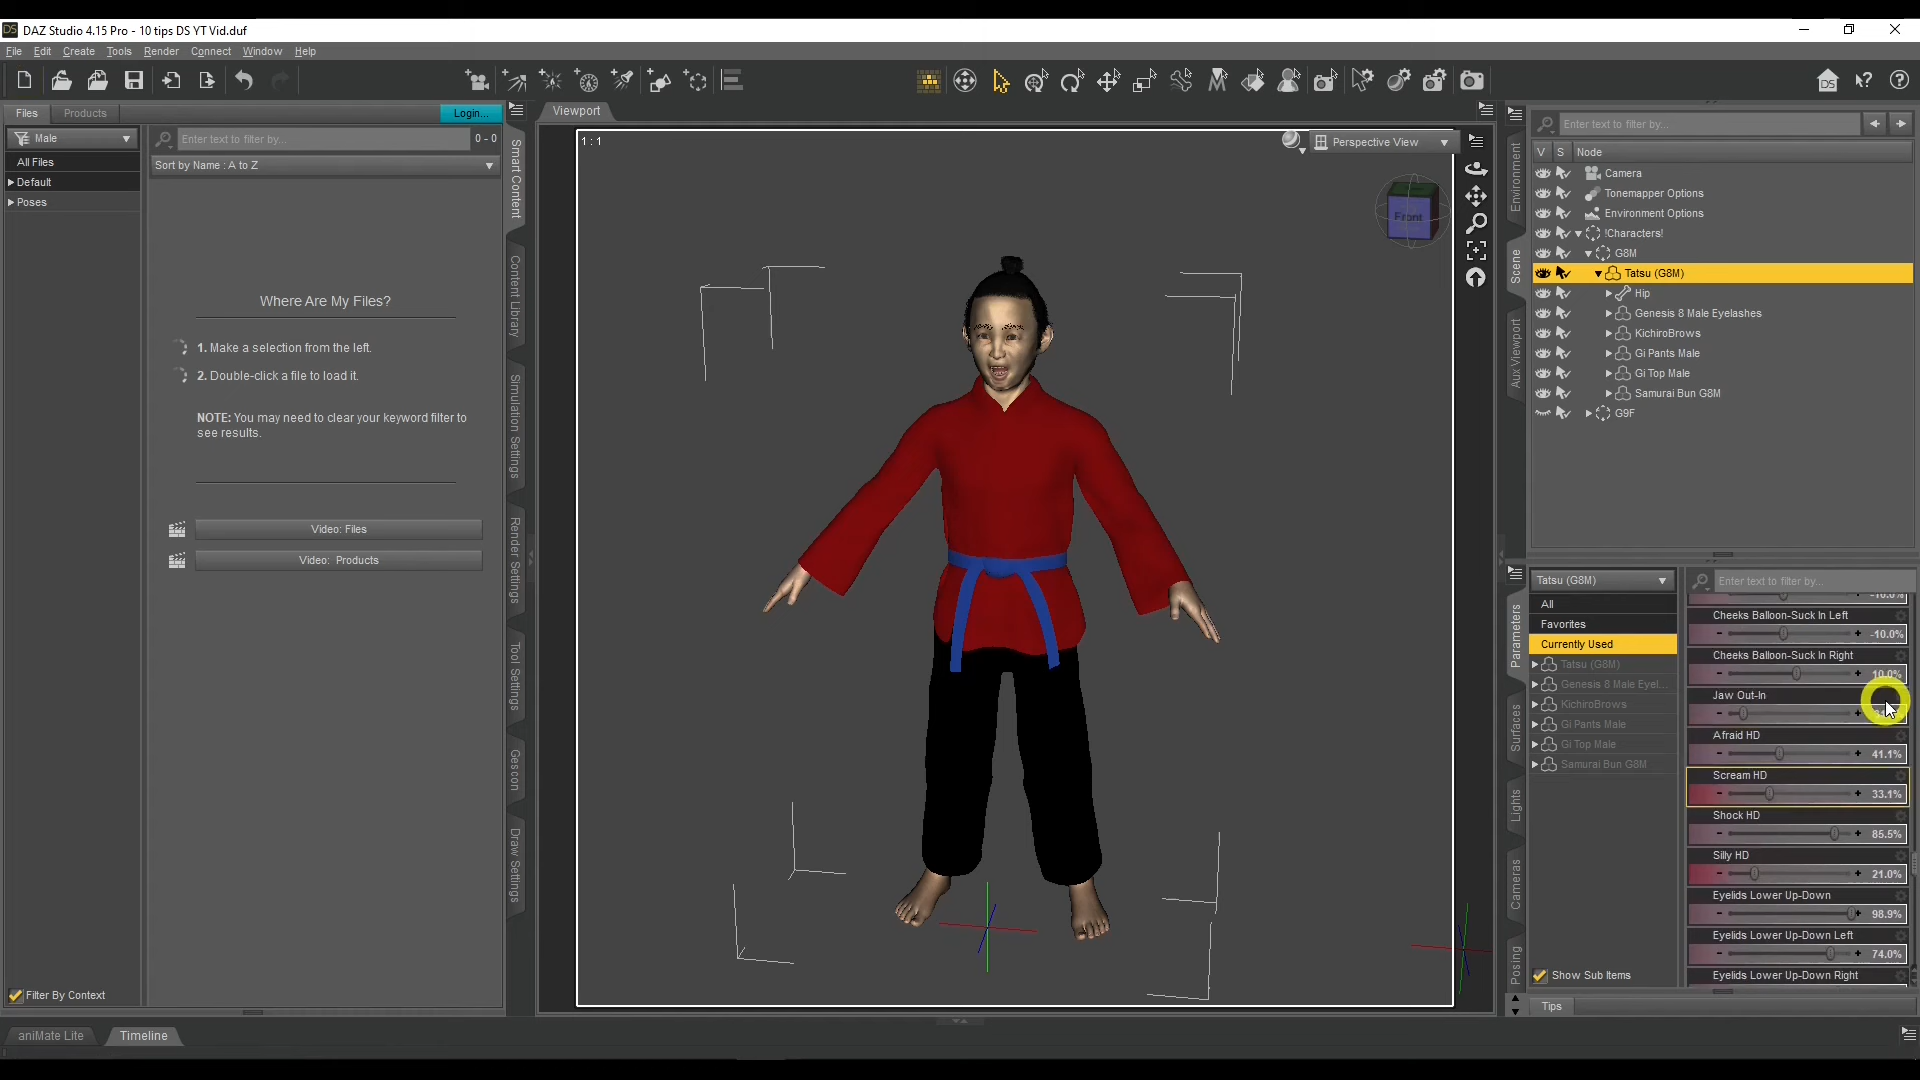 DS DAZ Studio 4.15 Pro - 10 tips DS YT Vid.duf
File Edit Create Tools Render Connect Window Help
Files Products Login...
Male
Enter text to filter by...
0 - 0
All Files
Default
Poses
Sort by Name : A to Z
Where Are My Files?
1. Make a selection from the left.
2. Double-click a file to load it.
NOTE: You may need to clear your keyword filter to
see results.
Video: Files
Video: Products
Filter By Context
Smart Content
Content Library
Simulation Settings
Render Settings
Tool Settings
Gescon
Draw Settings
Viewport
1 : 1
Perspective View
Front
Environment
Scene
Aux Viewport
Enter text to filter by...
V S Node
Camera
Tonemapper Options
Environment Options
!Characters!
G8M
Tatsu (G8M)
Hip
Genesis 8 Male Eyelashes
KichiroBrows
Gi Pants Male
Gi Top Male
Samurai Bun G8M
G9F
Parameters
Surfaces
Lights
Cameras
Posing
Tatsu (G8M)
All
Favorites
Currently Used
Tatsu (G8M)
Genesis 8 Male Eyel...
KichiroBrows
Gi Pants Male
Gi Top Male
Samurai Bun G8M
Show Sub Items
Enter text to filter by...
-10.0%
Cheeks Balloon-Suck In Left
-10.0%
Cheeks Balloon-Suck In Right
10.0%
Jaw Out-In
Afraid HD
41.1%
Scream HD
33.1%
Shock HD
85.5%
Silly HD
21.0%
Eyelids Lower Up-Down
98.9%
Eyelids Lower Up-Down Left
74.0%
Eyelids Lower Up-Down Right
Tips
aniMate Lite Timeline